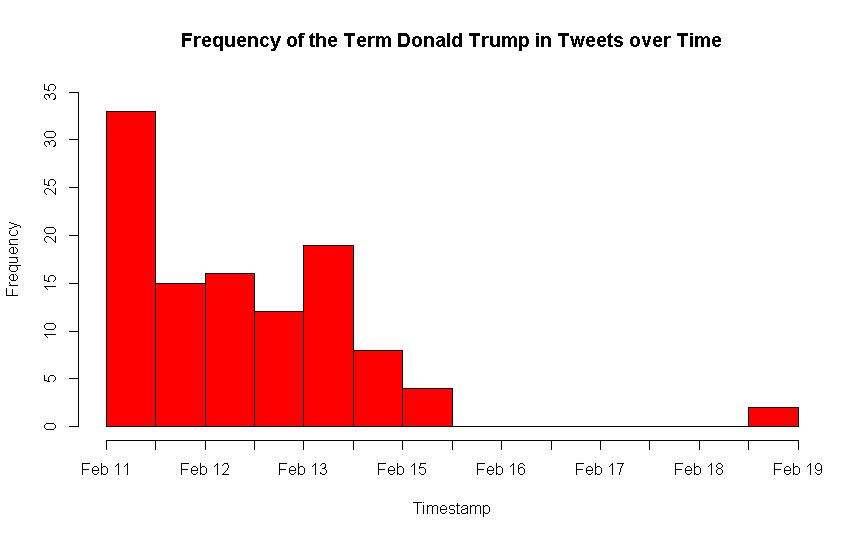 Frequency of the Term Donald Trump in Tweets over Time
35
30
25
20
15
10
5
0
Frequency
Feb 11 Feb 12 Feb 13 Feb 15 Feb 16 Feb 17 Feb 18 Feb 19
Timestamp